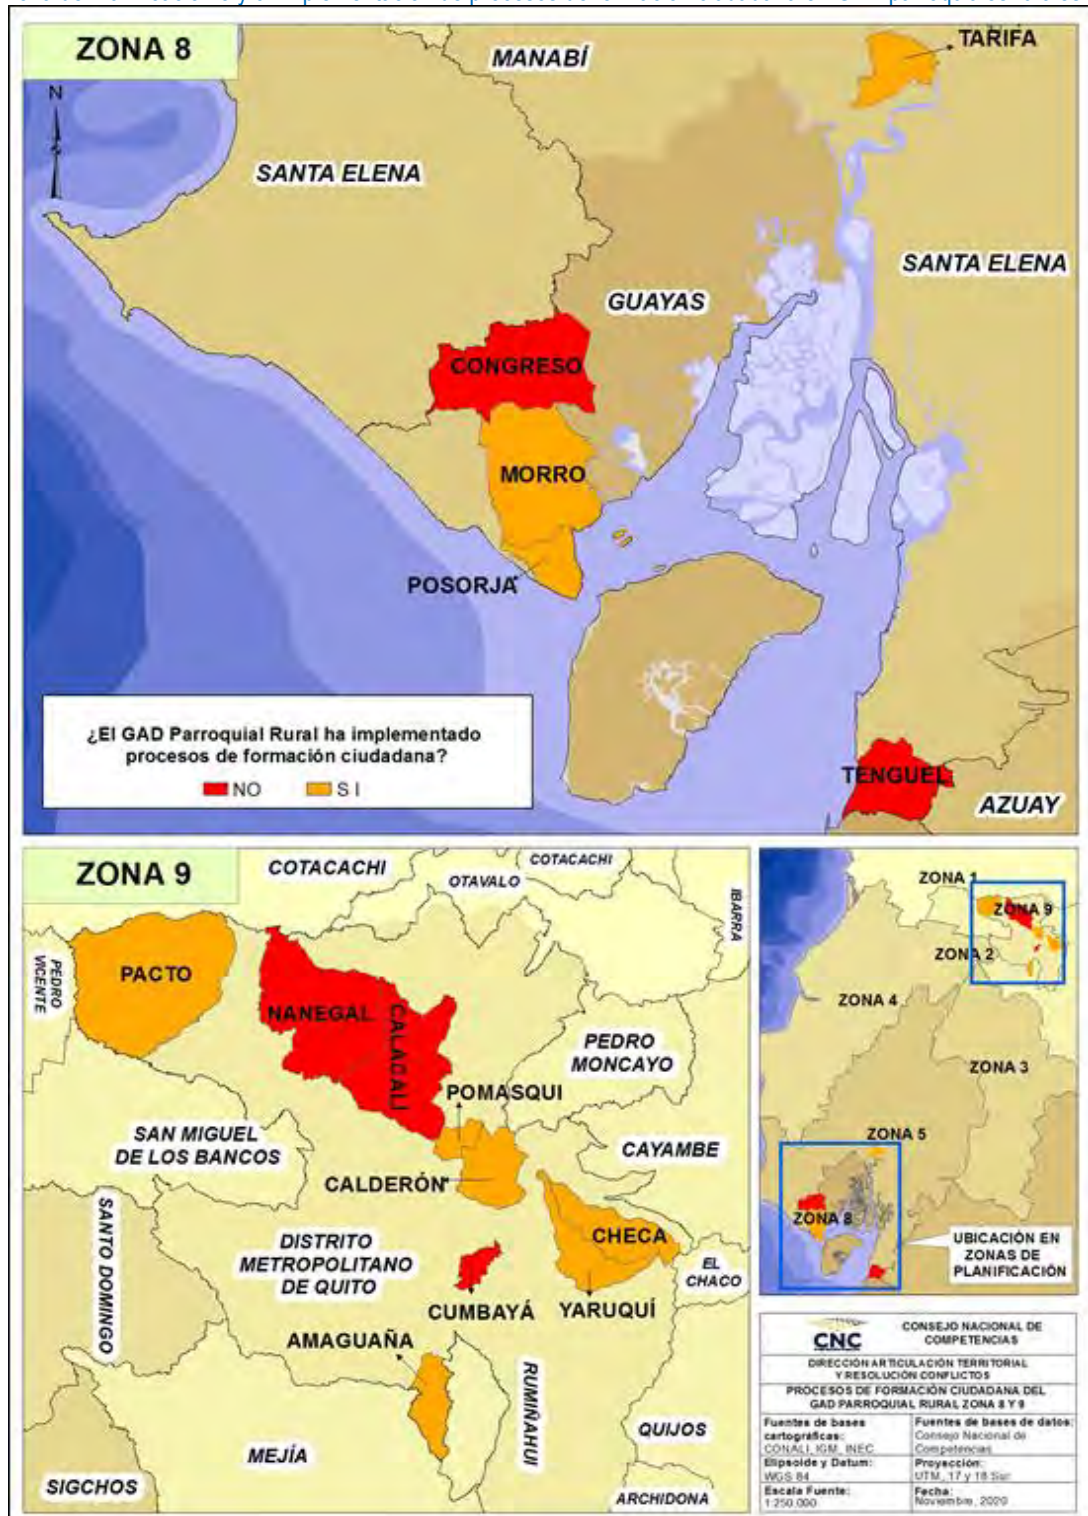 ZONA 8
MANABÍ
TARIFA
N
SANTA ELENA
SANTA ELENA
GUAYAS
CONGRESO
MORRO
POSORJA
¿El GAD Parroquial Rural ha implementado
procesos de formación ciudadana?
NO SI
TENGUEL
AZUAY
ZONA 9
COTACACHI
COTACACHI
OTAVALO
IBARRA
PEDRO
VICENTE
PACTO
NANEGAL
CALACALI
PEDRO
MONCAYO
POMASQUI
SAN MIGUEL
DE LOS BANCOS
CAYAMBE
CALDERÓN
SANTO DOMINGO
DISTRITO
METROPOLITANO
DE QUITO
CHECA
EL
CHACO
CUMBAYÁ
YARUQUÍ
AMAGUAÑA
RUMIÑAHUI
QUIJOS
MEJÍA
SIGCHOS
ARCHIDONA
ZONA 1
ZONA 9
ZONA 2
ZONA 4
ZONA 3
ZONA 5
ZONA 8
UBICACIÓN EN
ZONAS DE
PLANIFICACIÓN
CNC
CONSEJO NACIONAL DE
COMPETENCIAS
DIRECCIÓN ARTICULACIÓN TERRITORIAL
Y RESOLUCIÓN CONFLICTOS
PROCESOS DE FORMACIÓN CIUDADANA DEL
GAD PARROQUIAL RURAL ZONA 8 Y 9
Fuentes de bases
cartográficas:
CONALI, IGM, INEC
Fuentes de bases de datos:
Consejo Nacional de
Competencias
Elipsoide y Datum:
WGS 84
Proyección:
UTM, 17 y 18 Sur
Escala Fuente:
1:250.000
Fecha:
Noviembre, 2020